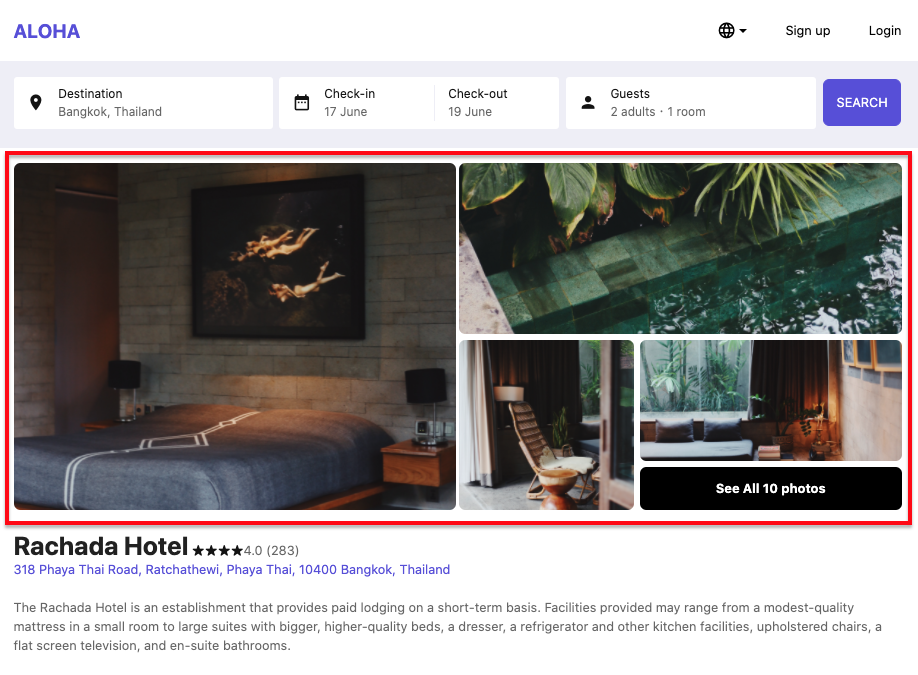 ALOHA
Sign up
Login
Destination
Bangkok, Thailand
Check-in
17 June
Check-out
19 June
Guests
2 adults · 1 room
SEARCH
See All 10 photos
Rachada Hotel 4.0 (283)
318 Phaya Thai Road, Ratchathewi, Phaya Thai, 10400 Bangkok, Thailand
The Rachada Hotel is an establishment that provides paid lodging on a short-term basis. Facilities provided may range from a modest-quality
mattress in a small room to large suites with bigger, higher-quality beds, a dresser, a refrigerator and other kitchen facilities, upholstered chairs, a
flat screen television, and en-suite bathrooms.